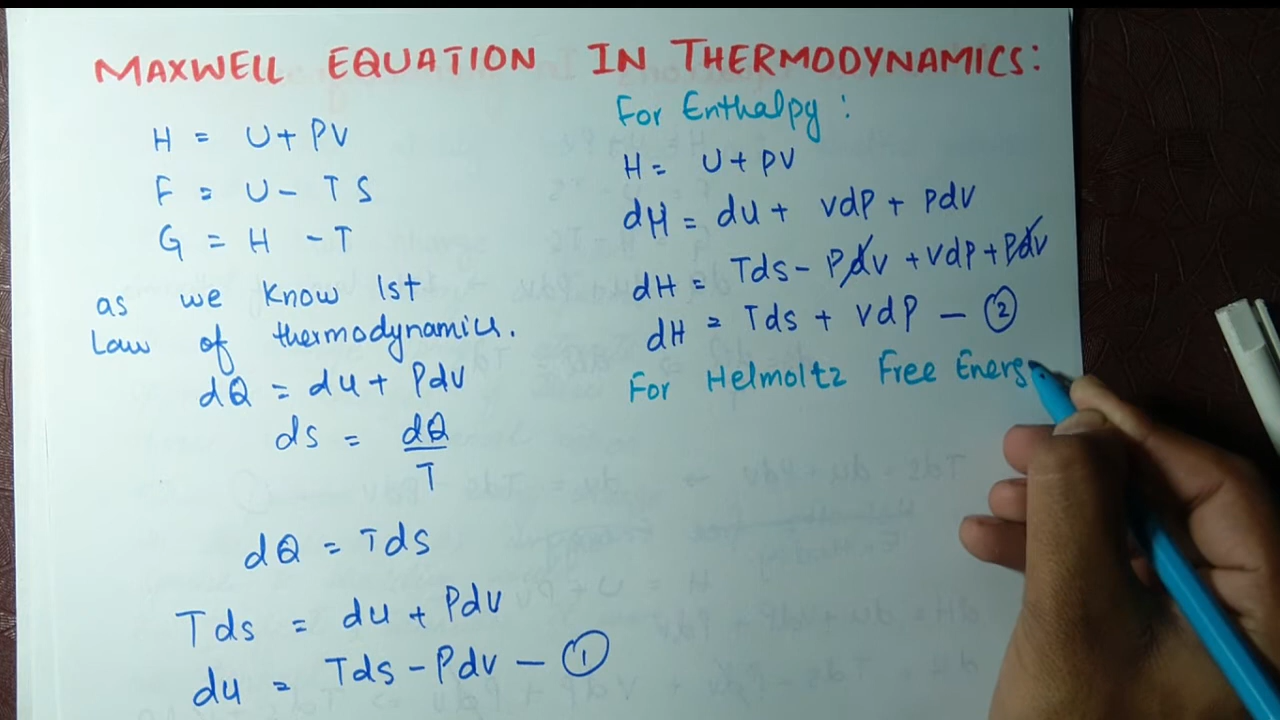 MAXWELL EQUATION IN THERMODYNAMICS:
H = U + PV
F = U - TS
G = H - T
as we know 1st
Law of thermodynamics.
dQ = du + Pdv
ds = dQ/T
dQ = Tds
Tds = du + Pdv
du = Tds - Pdv - ①
For Enthalpy:
H = U + PV
dH = du + vdp + pdv
dH = Tds - Pdv + vdp + Pdv
dH = Tds + vdp - ②
For Helmoltz Free Energ